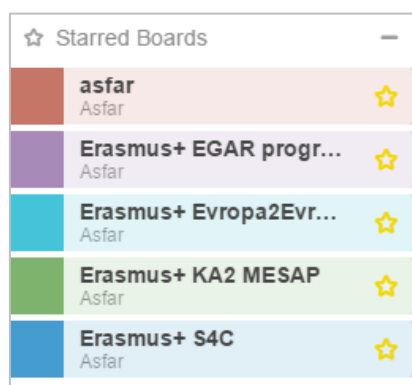 Starred Boards
asfar
Asfar
Erasmus+ EGAR progr...
Asfar
Erasmus+ Evropa2Evr...
Asfar
Erasmus+ KA2 MESAP
Asfar
Erasmus+ S4C
Asfar